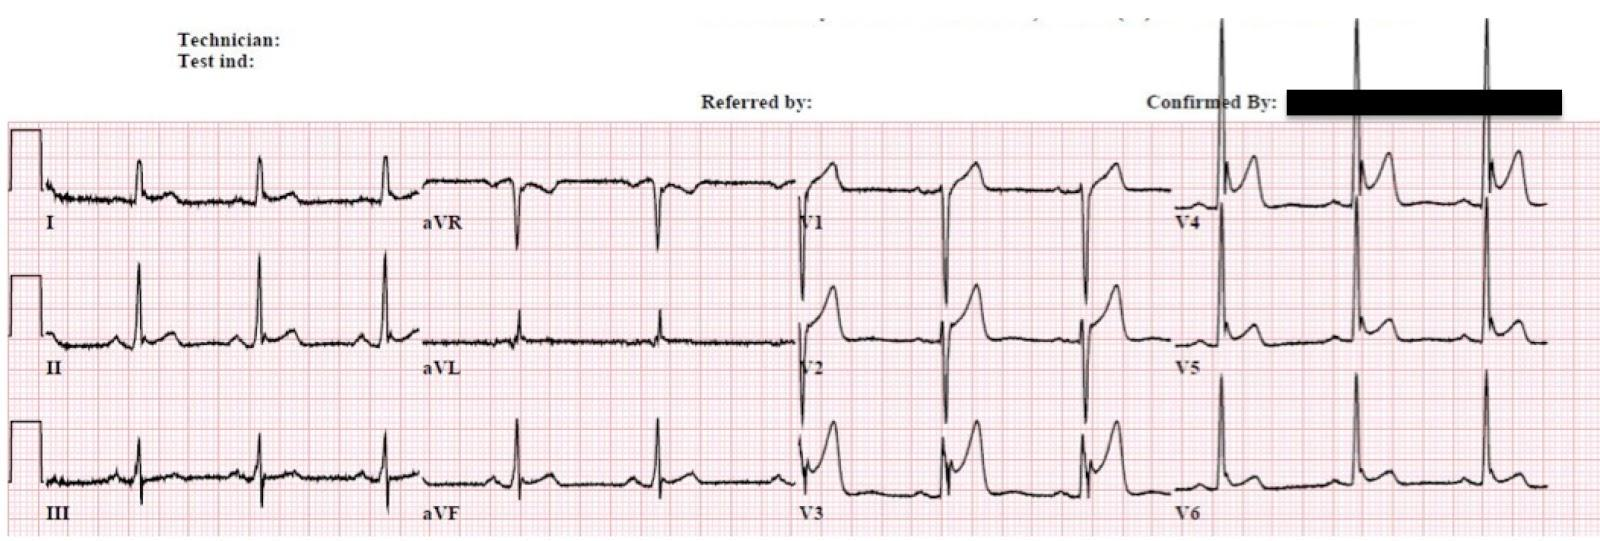 Technician:
Test ind:
Referred by:
Confirmed By:
I
aVR
V1
V4
II
aVL
V2
V5
III
aVF
V3
V6